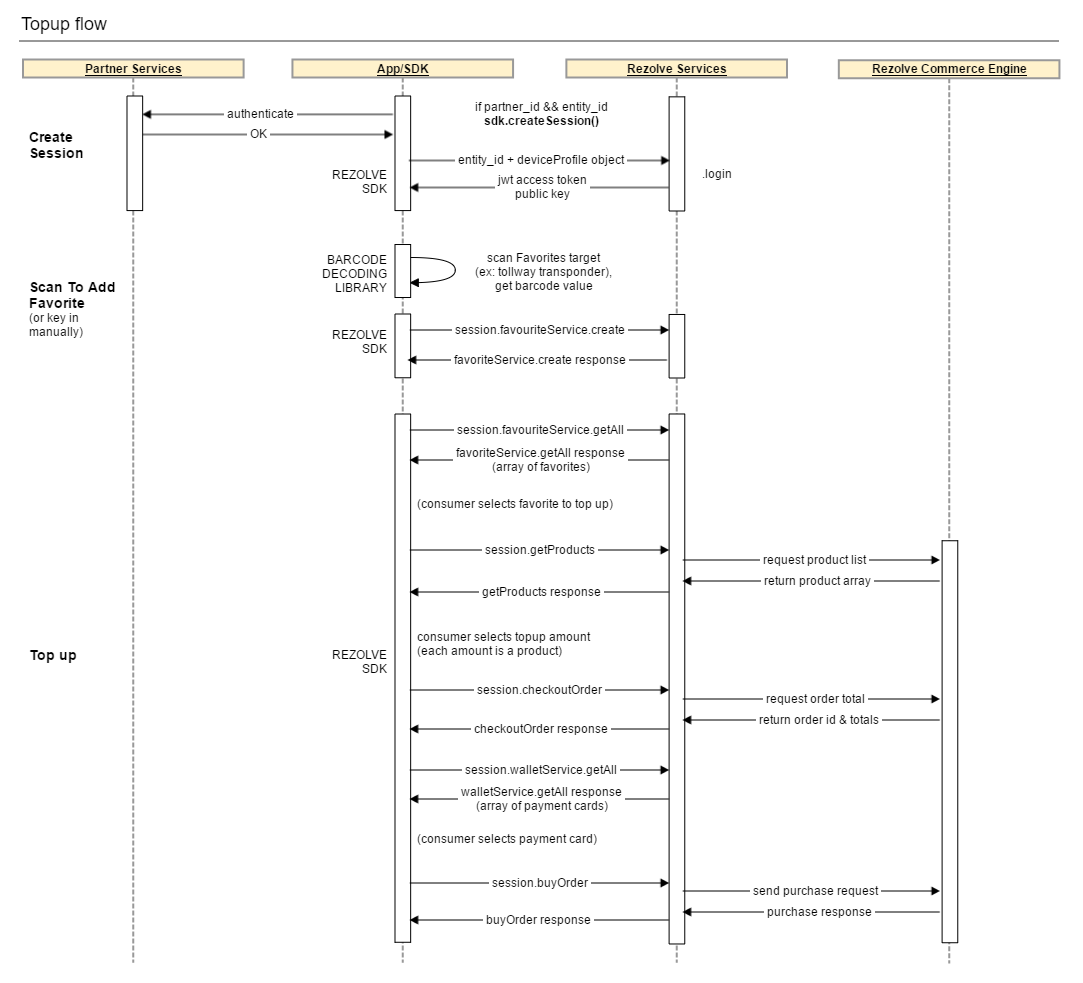 Topup flow
Partner Services
App/SDK
Rezolve Services
Rezolve Commerce Engine
Create
Session
authenticate
OK
if partner_id && entity_id
sdk.createSession()
entity_id + deviceProfile object
REZOLVE
SDK
jwt access token
public key
.login
Scan To Add
Favorite
(or key in
manually)
BARCODE
DECODING
LIBRARY
scan Favorites target
(ex: tollway transponder),
get barcode value
REZOLVE
SDK
session.favouriteService.create
favoriteService.create response
session.favouriteService.getAll
favoriteService.getAll response
(array of favorites)
(consumer selects favorite to top up)
session.getProducts
request product list
return product array
getProducts response
Top up
REZOLVE
SDK
consumer selects topup amount
(each amount is a product)
session.checkoutOrder
request order total
return order id & totals
checkoutOrder response
session.walletService.getAll
walletService.getAll response
(array of payment cards)
(consumer selects payment card)
session.buyOrder
send purchase request
purchase response
buyOrder response